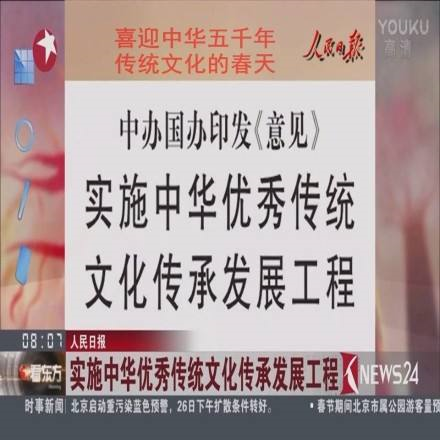 YOUKU
高清
喜迎中华五千年
传统文化的春天
人民日报
中办国办印发《意见》
实施中华优秀传统
文化传承发展工程
08:07
人民日报
看东方
实施中华优秀传统文化传承发展工程
KNEWS24
时事新闻
北京启动重污染蓝色预警，26日下午扩散条件转好。
·春节期间北京市属公园游客量预